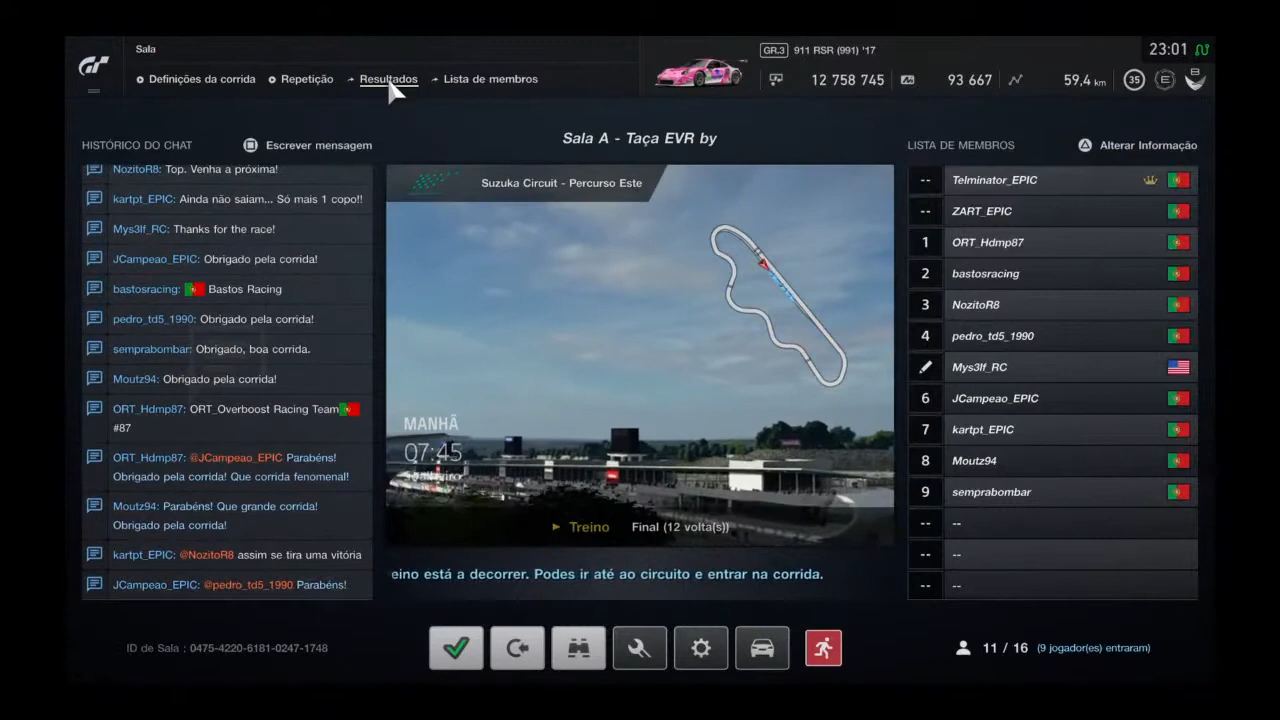 Sala
GR.3 911 RSR (991) '17
23:01
Definições da corrida Repetição Resultados Lista de membros
12 758 745 93 667 59,4 km 35 E B
Sala A - Taça EVR by
HISTÓRICO DO CHAT Escrever mensagem
NozitoR8: Top. Venha a próxima!
kartpt_EPIC: Ainda não saiam... Só mais 1 copo!!
Mys3lf_RC: Thanks for the race!
JCampeao_EPIC: Obrigado pela corrida!
bastosracing: Bastos Racing
pedro_td5_1990: Obrigado pela corrida!
semprabombar: Obrigado, boa corrida.
Moutz94: Obrigado pela corrida!
ORT_Hdmp87: ORT_Overboost Racing Team
#87
ORT_Hdmp87: @JCampeao_EPIC Parabéns!
Obrigado pela corrida! Que corrida fenomenal!
Moutz94: Parabéns! Que grande corrida!
Obrigado pela corrida!
kartpt_EPIC: @NozitoR8 assim se tira uma vitória
JCampeao_EPIC: @pedro_td5_1990 Parabéns!
Suzuka Circuit - Percurso Este
MANHÃ
07:45
Treino Final (12 volta(s))
eino está a decorrer. Podes ir até ao circuito e entrar na corrida.
LISTA DE MEMBROS Alterar Informação
-- Telminator_EPIC
-- ZART_EPIC
1 ORT_Hdmp87
2 bastosracing
3 NozitoR8
4 pedro_td5_1990
Mys3lf_RC
6 JCampeao_EPIC
7 kartpt_EPIC
8 Moutz94
9 semprabombar
-- --
-- --
-- --
ID de Sala : 0475-4220-6181-0247-1748
11 / 16 (9 jogador(es) entraram)